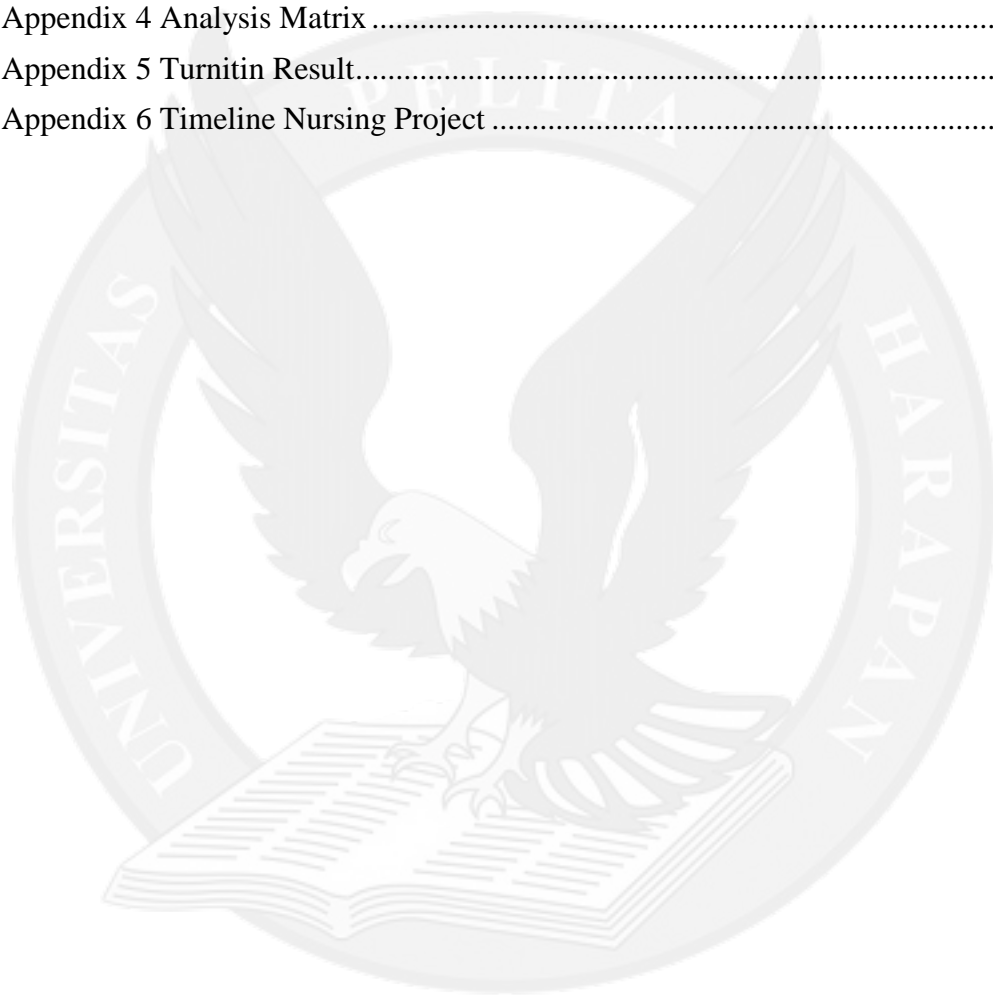 Appendix 4 Analysis Matrix ..............................................................................
Appendix 5 Turnitin Result................................................................................
Appendix 6 Timeline Nursing Project ...............................................................
UNIVERSITAS PELITA HARAPAN